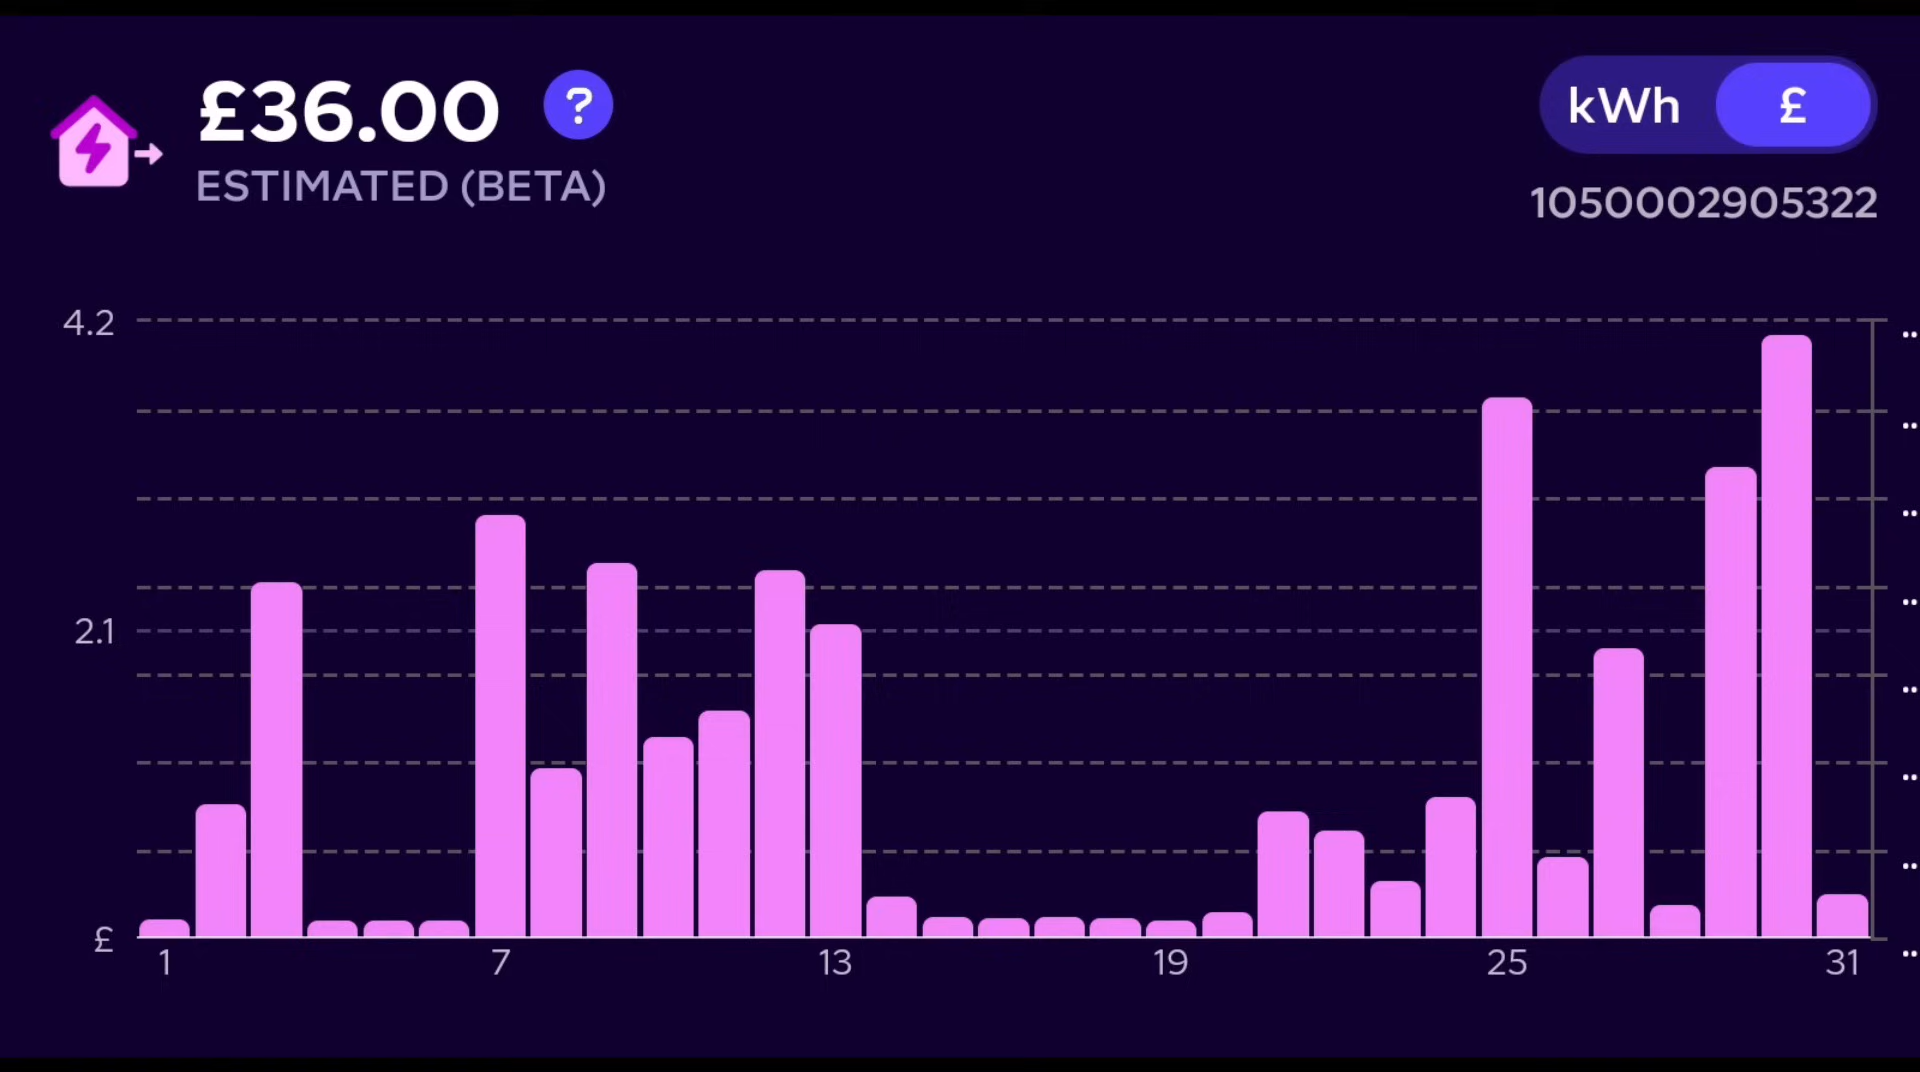 £36.00 ?
ESTIMATED (BETA)
kWh £
1050002905322
4.2
2.1
£
1 7 13 19 25 31